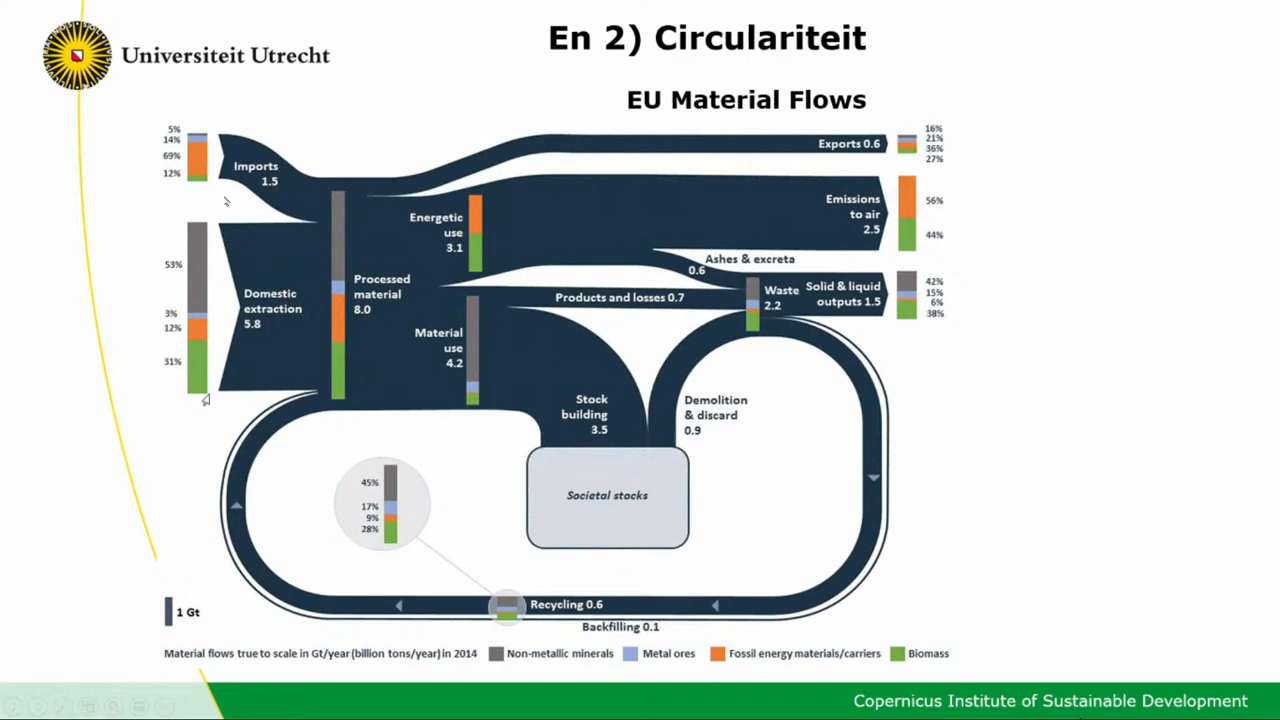 Universiteit Utrecht
En 2) Circulariteit
EU Material Flows
5%
14%
69%
12%
Imports
1.5
53%
3%
12%
31%
Domestic
extraction
5.8
Processed
material
8.0
Energetic
use
3.1
Material
use
4.2
Exports 0.6
16%
21%
36%
27%
Emissions
to air
2.5
56%
44%
Ashes & excreta
0.6
Products and losses 0.7
Waste
2.2
Solid & liquid
outputs 1.5
42%
15%
6%
38%
Stock
building
3.5
Demolition
& discard
0.9
Societal stocks
45%
17%
9%
28%
Recycling 0.6
Backfilling 0.1
1 Gt
Material flows true to scale in Gt/year (billion tons/year) in 2014
Non-metallic minerals
Metal ores
Fossil energy materials/carriers
Biomass
Copernicus Institute of Sustainable Development